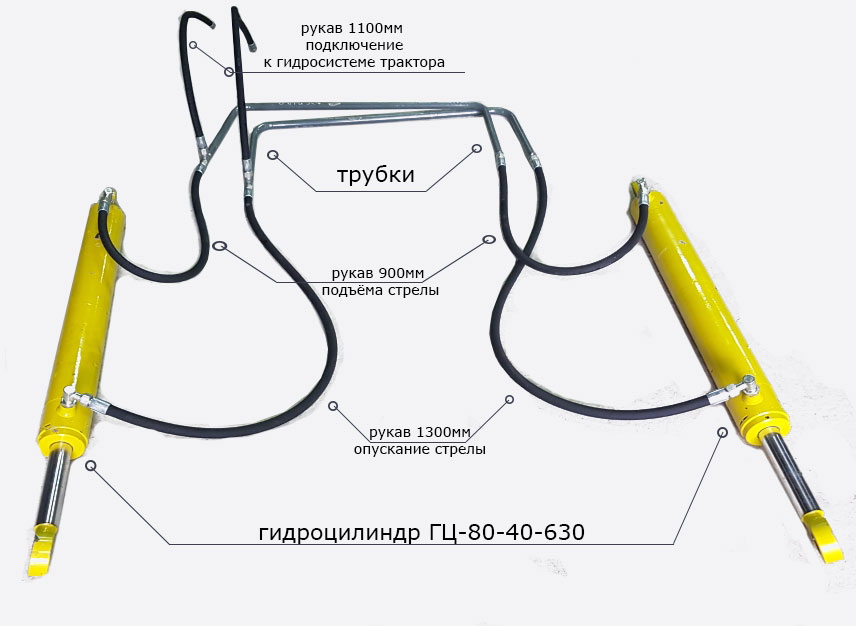 рукав 1100мм
подключение
к гидросистеме трактора
трубки
рукав 900мм
подъёма стрелы
рукав 1300мм
опускание стрелы
гидроцилиндр ГЦ-80-40-630